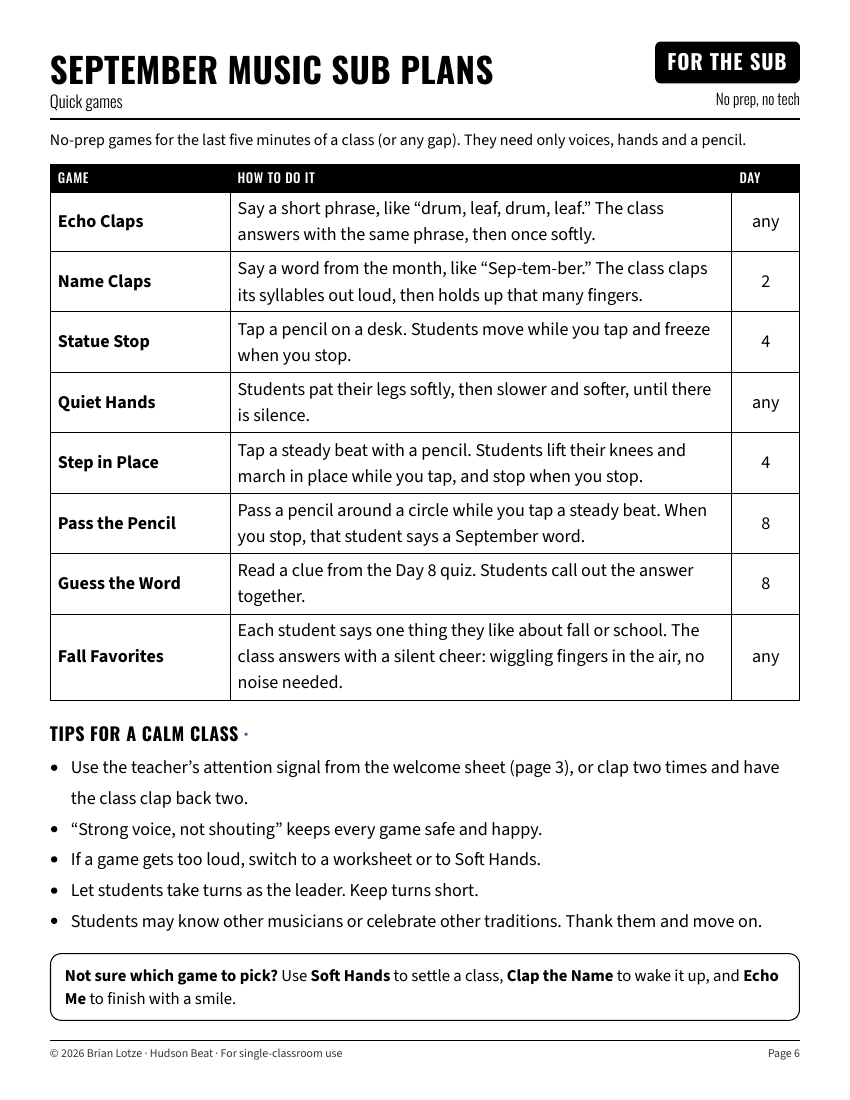 SEPTEMBER MUSIC SUB PLANS
FOR THE SUB
Quick games
No prep, no tech
No-prep games for the last five minutes of a class (or any gap). They need only voices, hands and a pencil.
GAME HOW TO DO IT DAY
Echo Claps
Say a short phrase, like “drum, leaf, drum, leaf.” The class
answers with the same phrase, then once softly.
any
Name Claps
Say a word from the month, like “Sep-tem-ber.” The class claps
its syllables out loud, then holds up that many fingers.
2
Statue Stop
Tap a pencil on a desk. Students move while you tap and freeze
when you stop.
4
Quiet Hands
Students pat their legs softly, then slower and softer, until there
is silence.
any
Step in Place
Tap a steady beat with a pencil. Students lift their knees and
march in place while you tap, and stop when you stop.
4
Pass the Pencil
Pass a pencil around a circle while you tap a steady beat. When
you stop, that student says a September word.
8
Guess the Word
Read a clue from the Day 8 quiz. Students call out the answer
together.
8
Fall Favorites
Each student says one thing they like about fall or school. The
class answers with a silent cheer: wiggling fingers in the air, no
noise needed.
any
TIPS FOR A CALM CLASS ·
• Use the teacher’s attention signal from the welcome sheet (page 3), or clap two times and have
the class clap back two.
• “Strong voice, not shouting” keeps every game safe and happy.
• If a game gets too loud, switch to a worksheet or to Soft Hands.
• Let students take turns as the leader. Keep turns short.
• Students may know other musicians or celebrate other traditions. Thank them and move on.
Not sure which game to pick? Use Soft Hands to settle a class, Clap the Name to wake it up, and Echo
Me to finish with a smile.
© 2026 Brian Lotze · Hudson Beat · For single-classroom use
Page 6